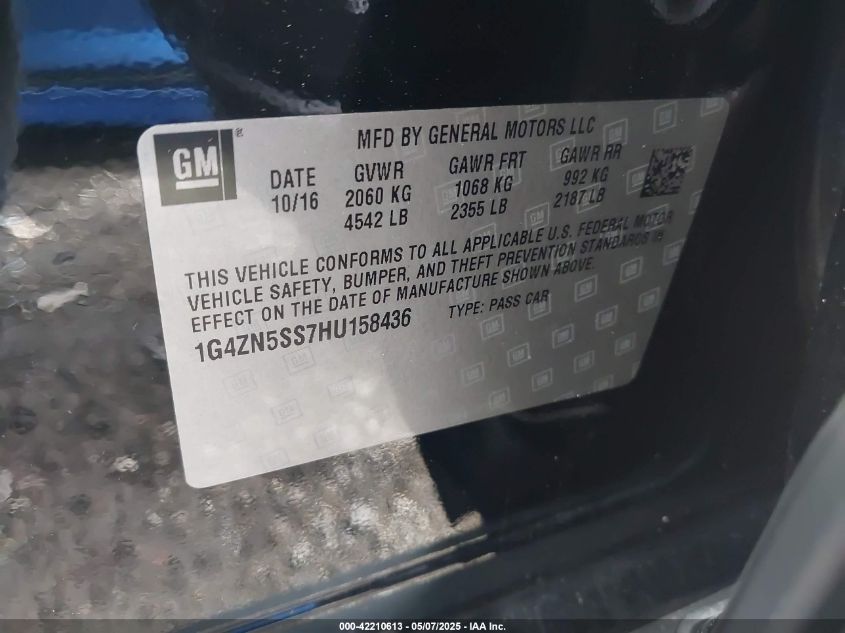 GM ®
MFD BY GENERAL MOTORS LLC
DATE GVWR GAWR FRT GAWR RR
10/16 2060 KG 1068 KG 992 KG
4542 LB 2355 LB 2187 LB
THIS VEHICLE CONFORMS TO ALL APPLICABLE U.S. FEDERAL MOTOR
VEHICLE SAFETY, BUMPER, AND THEFT PREVENTION STANDARDS IN
EFFECT ON THE DATE OF MANUFACTURE SHOWN ABOVE.
1G4ZN5SS7HU158436 TYPE: PASS CAR
000-42210613 - 05/07/2025 - IAA Inc.